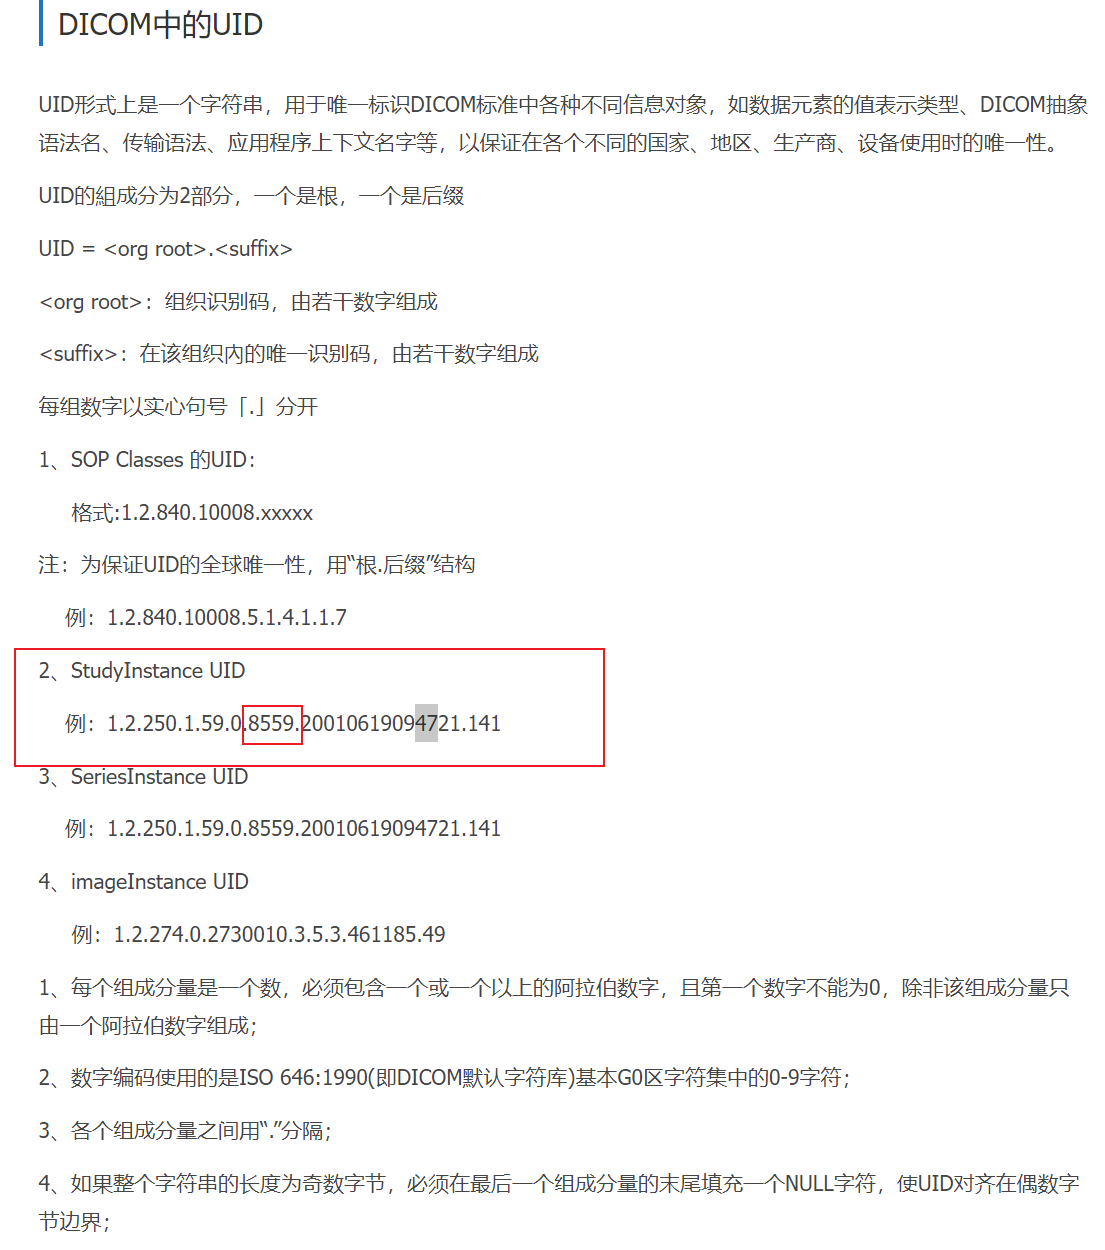 DICOM中的UID
UID形式上是一个字符串，用于唯一标识DICOM标准中各种不同信息对象，如数据元素的值表示类型、DICOM抽象
语法名、传输语法、应用程序上下文名字等，以保证在各个不同的国家、地区、生产商、设备使用时的唯一性。
UID的組成分为2部分，一个是根，一个是后缀
UID = <org root>.<suffix>
<org root>：组织识别码，由若干数字组成
<suffix>：在该组织內的唯一识别码，由若干数字组成
每组数字以实心句号「.」分开
1、SOP Classes 的UID：
格式:1.2.840.10008.xxxxx
注：为保证UID的全球唯一性，用“根.后缀”结构
例：1.2.840.10008.5.1.4.1.1.7
2、StudyInstance UID
例：1.2.250.1.59.0.8559.20010619094721.141
3、SeriesInstance UID
例：1.2.250.1.59.0.8559.20010619094721.141
4、imageInstance UID
例：1.2.274.0.2730010.3.5.3.461185.49
1、每个组成分量是一个数，必须包含一个或一个以上的阿拉伯数字，且第一个数字不能为0，除非该组成分量只
由一个阿拉伯数字组成；
2、数字编码使用的是ISO 646:1990(即DICOM默认字符库)基本G0区字符集中的0-9字符；
3、各个组成分量之间用“.”分隔；
4、如果整个字符串的长度为奇数字节，必须在最后一个组成分量的末尾填充一个NULL字符，使UID对齐在偶数字
节边界；